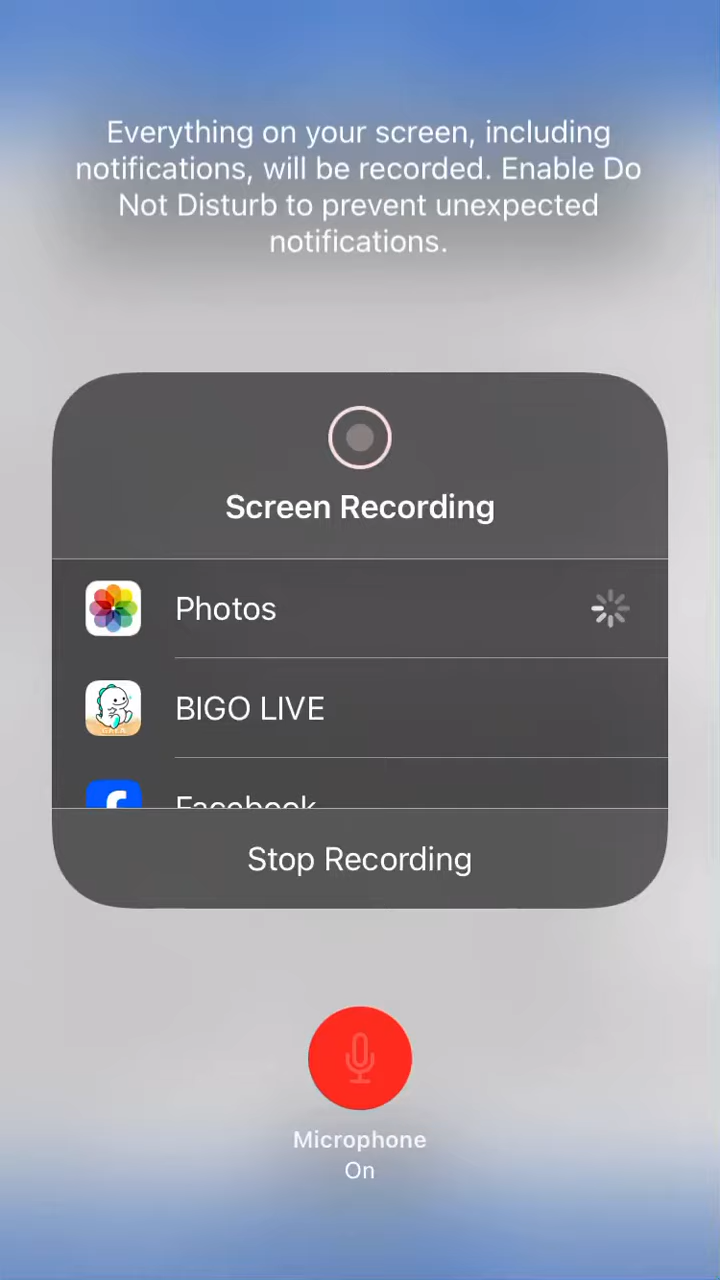 Everything on your screen, including
notifications, will be recorded. Enable Do
Not Disturb to prevent unexpected
notifications.
Screen Recording
Photos
BIGO LIVE
Facebook
Stop Recording
Microphone
On